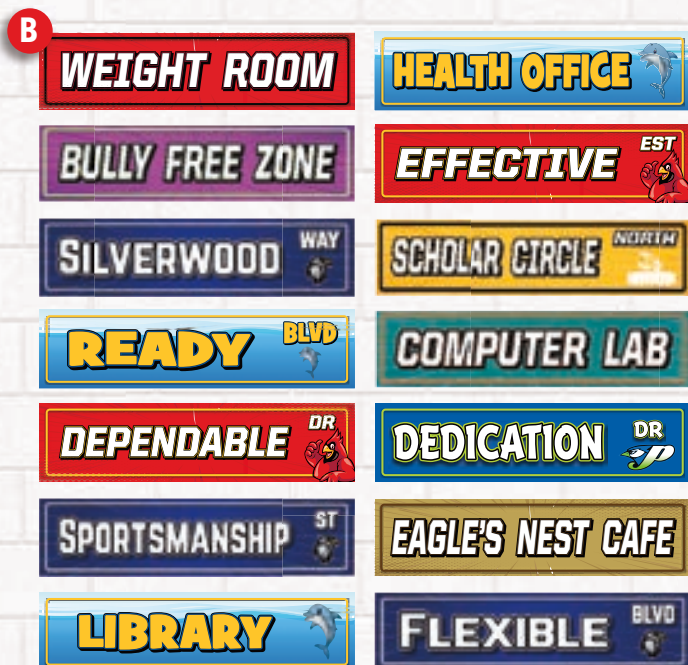 B
WEIGHT ROOM
HEALTH OFFICE
BULLY FREE ZONE
EFFECTIVE EST
SILVERWOOD WAY
SCHOLAR CIRCLE NORTH
READY BLVD
COMPUTER LAB
DEPENDABLE DR
DEDICATION DR
SPORTSMANSHIP ST
EAGLE'S NEST CAFE
LIBRARY
FLEXIBLE BLVD